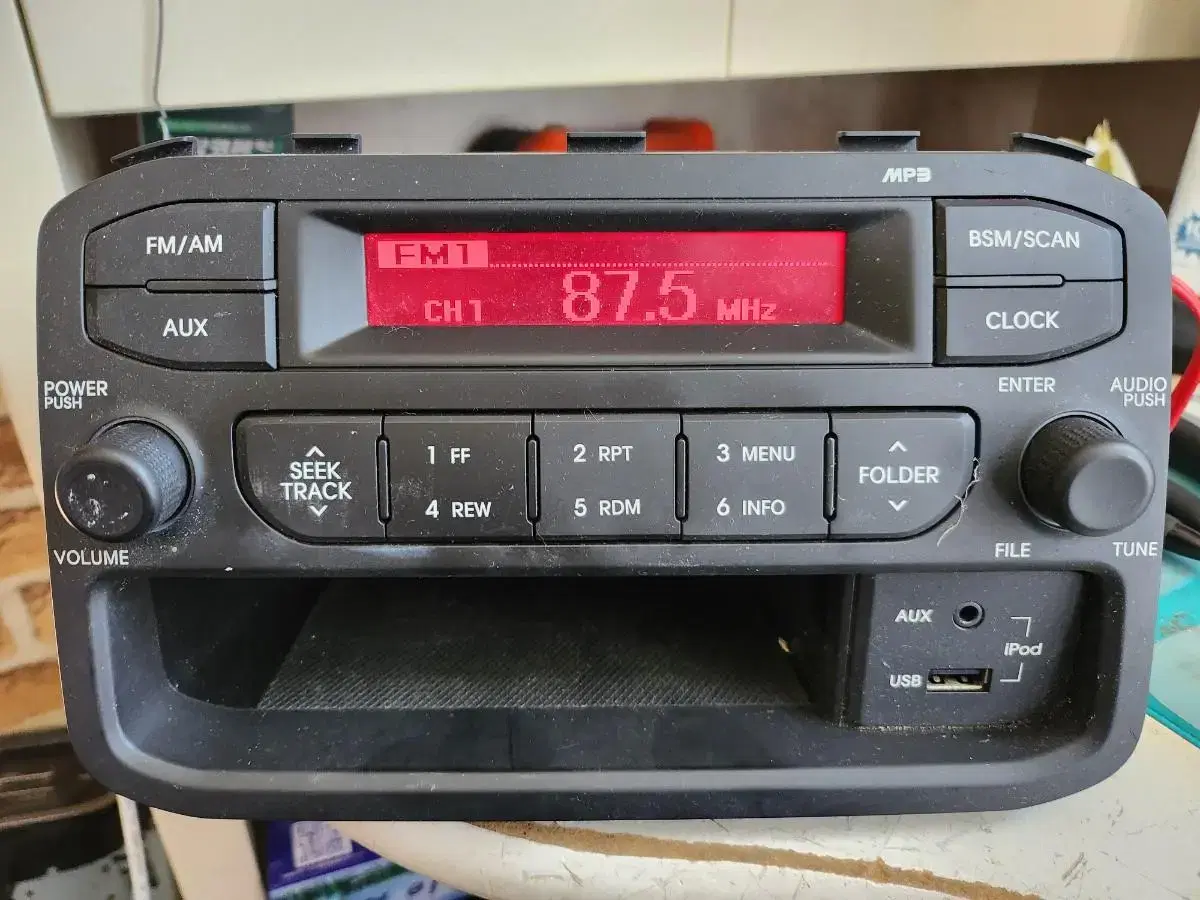 MP3
FM/AM
AUX
FM1
CH1 87.5 MHz
BSM/SCAN
CLOCK
POWER
PUSH
VOLUME
SEEK
TRACK
1 FF
4 REW
2 RPT
5 RDM
3 MENU
6 INFO
FOLDER
ENTER
AUDIO
PUSH
FILE
TUNE
AUX
iPod
USB